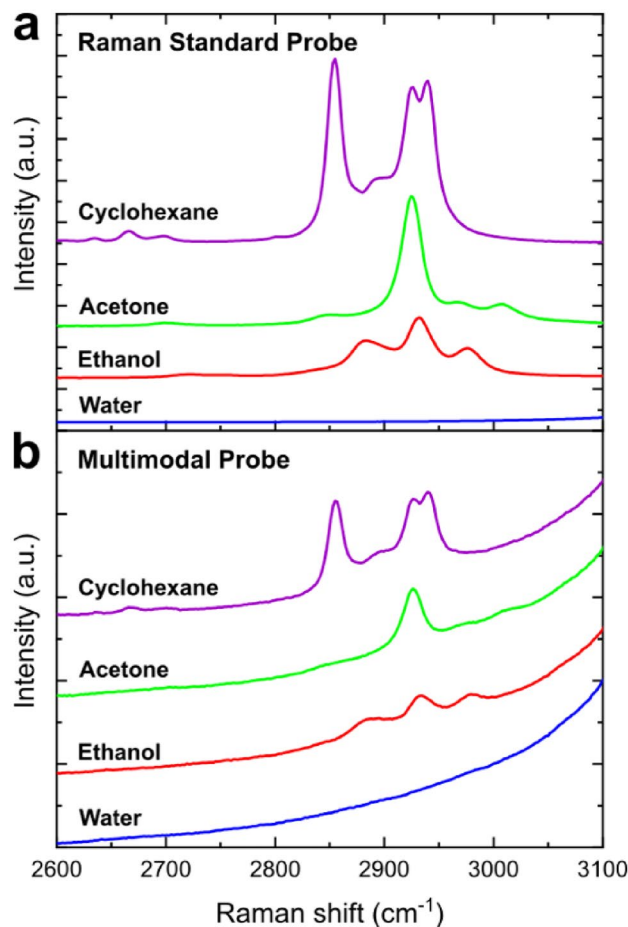 a
Raman Standard Probe
Cyclohexane
Acetone
Ethanol
Water
Intensity (a.u.)
b
Multimodal Probe
Cyclohexane
Acetone
Ethanol
Water
Intensity (a.u.)
2600 2700 2800 2900 3000 3100
Raman shift (cm⁻¹)